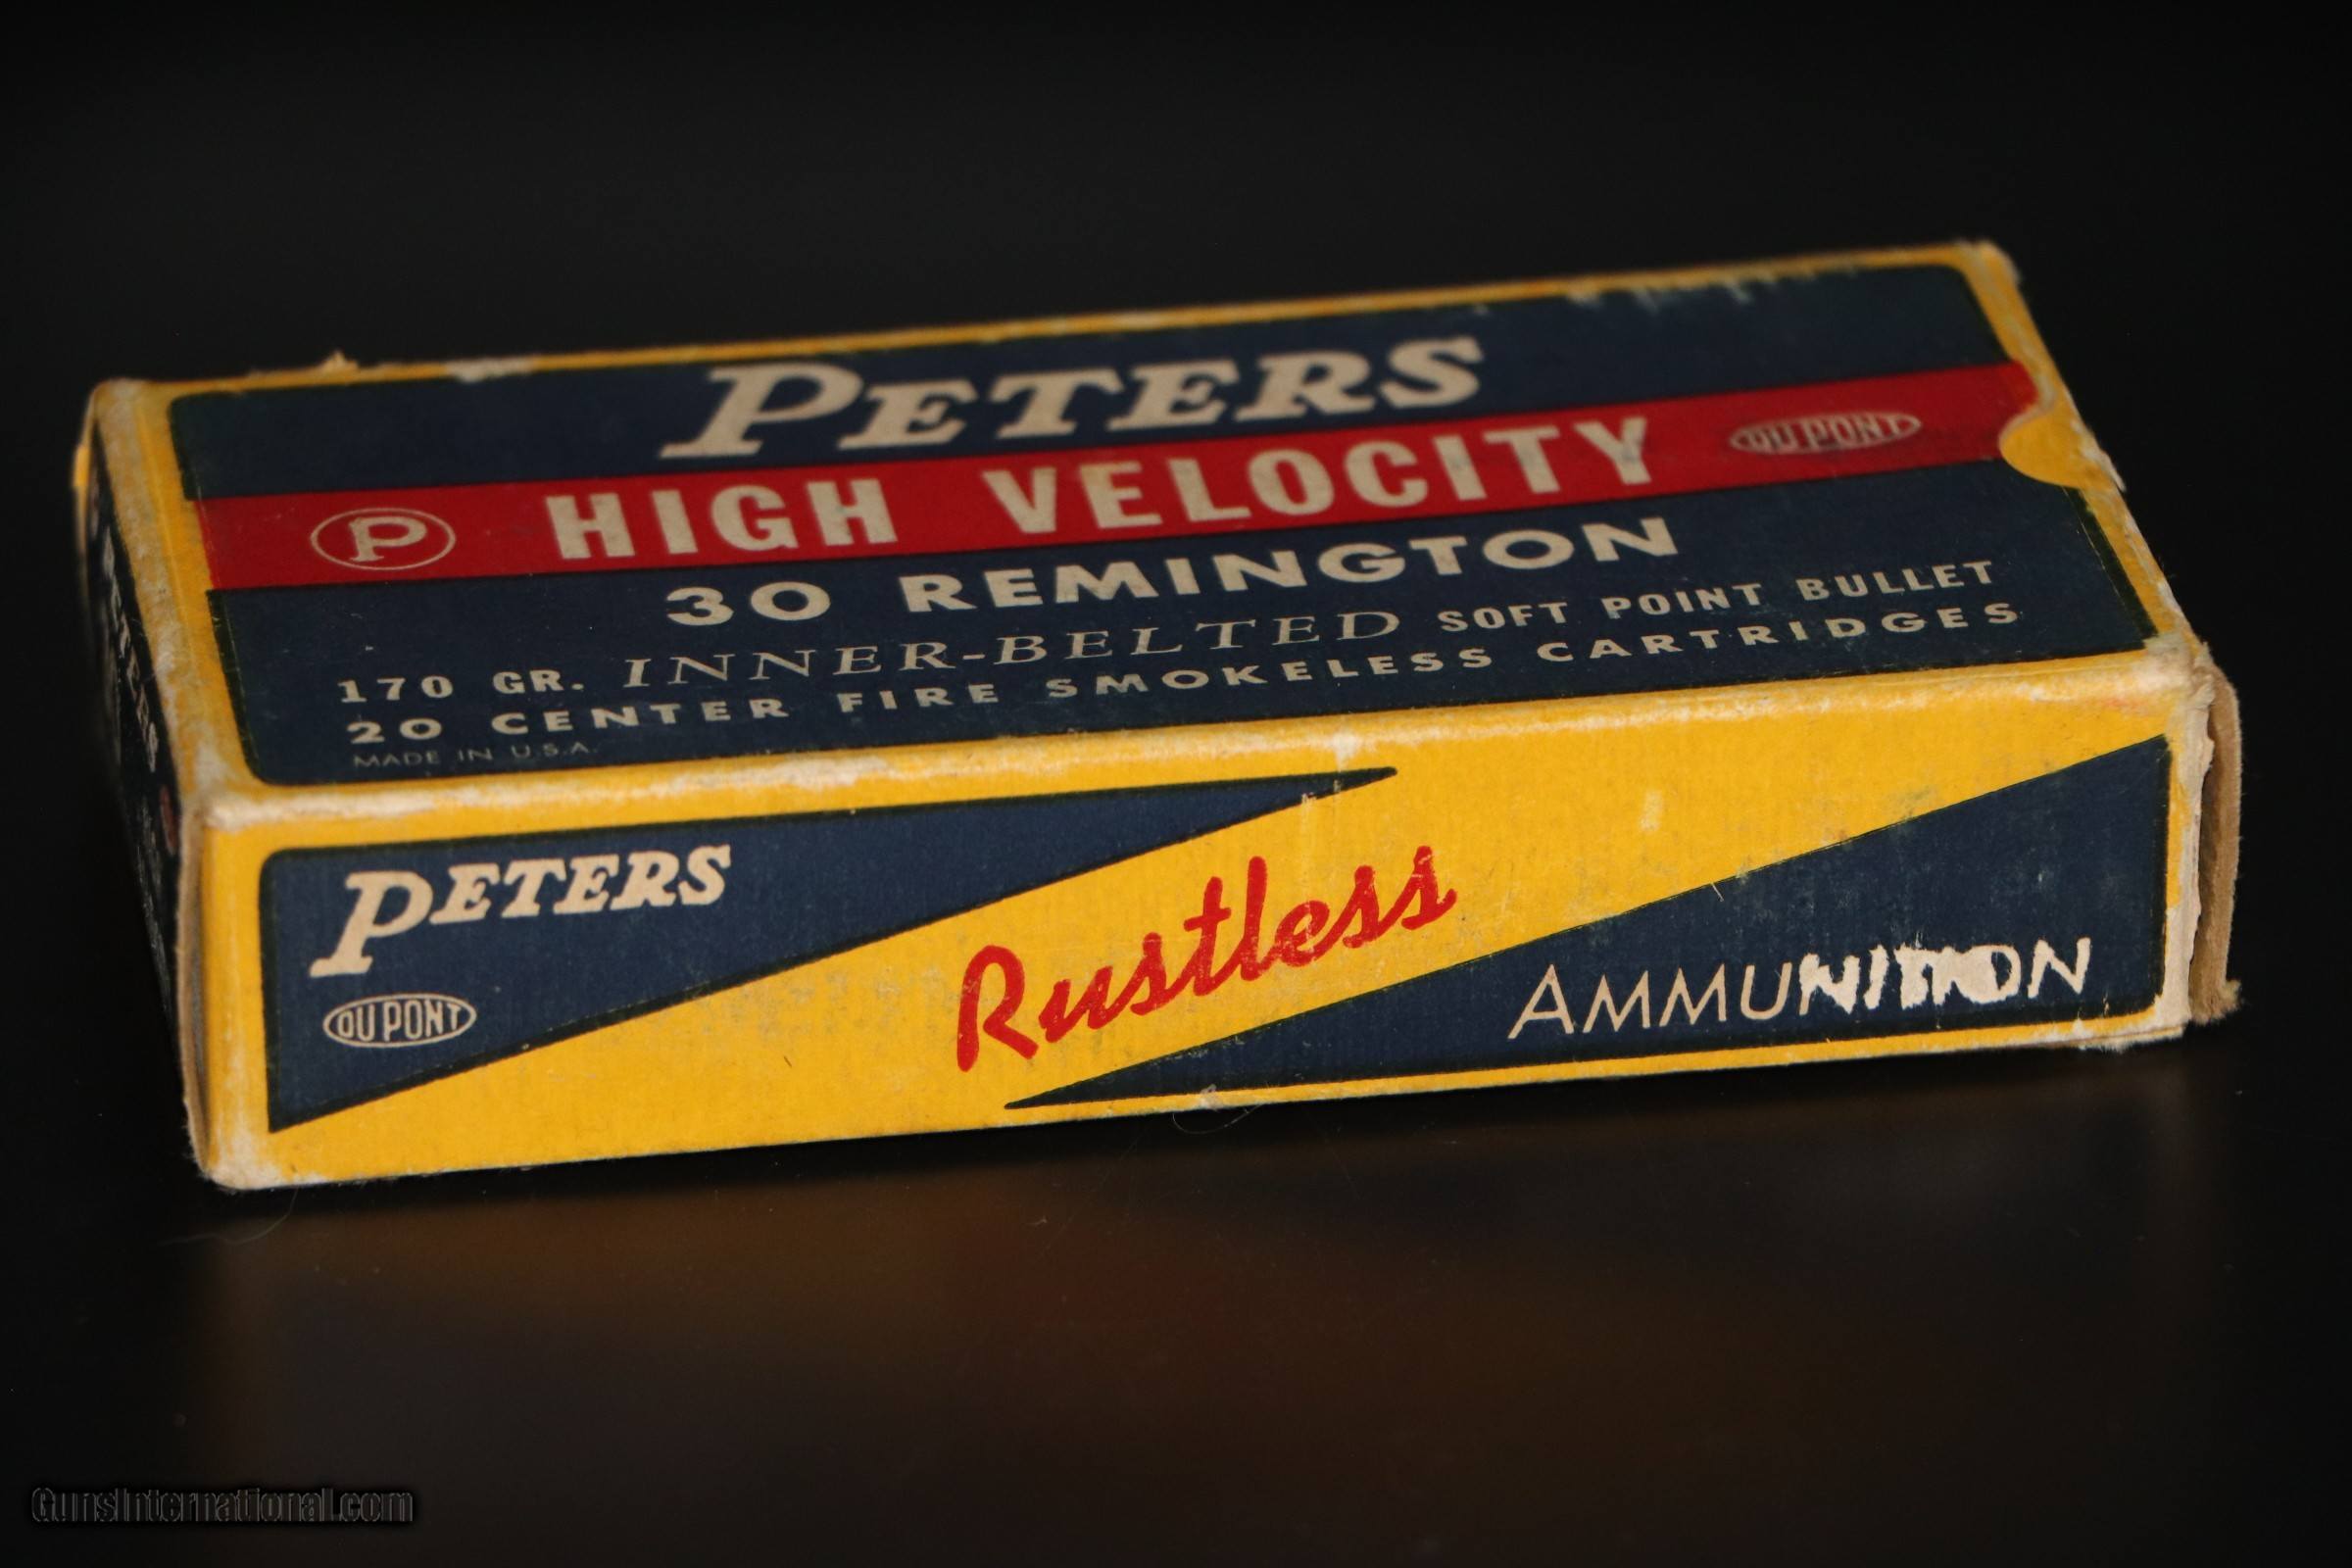 PETERS
P HIGH VELOCITY DU PONT
30 REMINGTON
170 GR. INNER-BELTED SOFT POINT BULLET
20 CENTER FIRE SMOKELESS CARTRIDGES
MADE IN U.S.A.
PETERS
PETERS
DU PONT
Rustless
AMMUNITION
GunsInternational.com